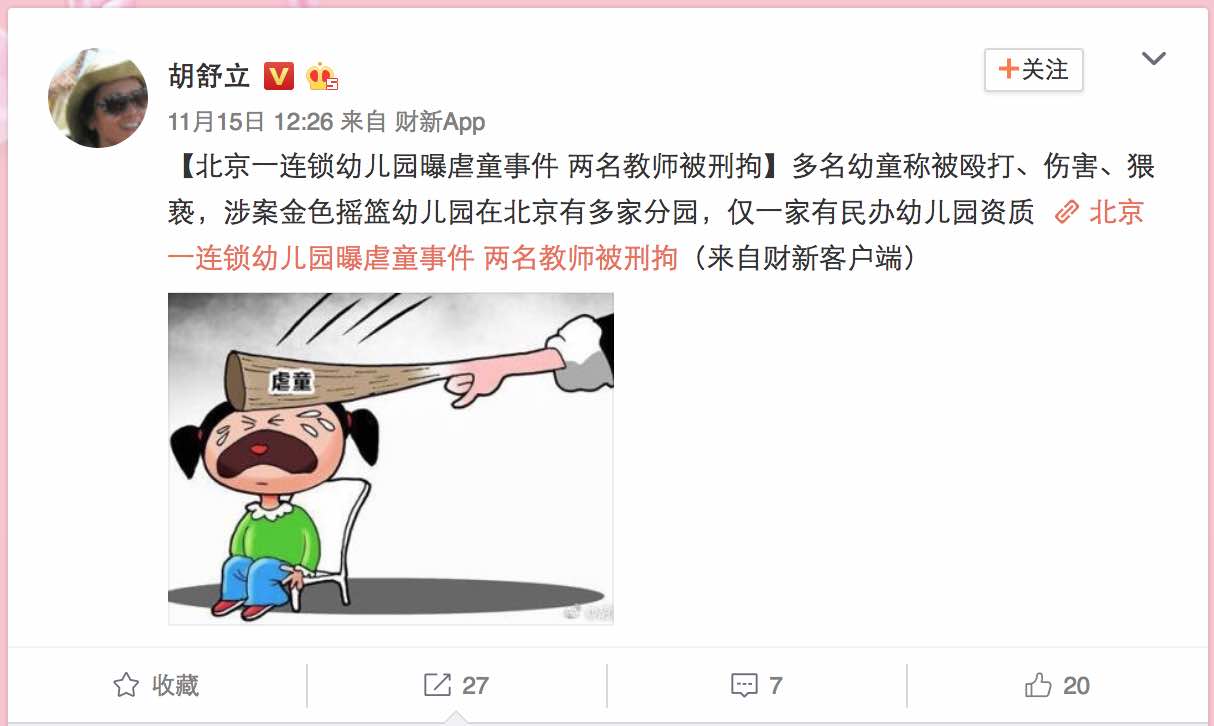 胡舒立
+关注
11月15日 12:26 来自 财新App
【北京一连锁幼儿园曝虐童事件 两名教师被刑拘】多名幼童称被殴打、伤害、猥
亵，涉案金色摇篮幼儿园在北京有多家分园，仅一家有民办幼儿园资质 北京
一连锁幼儿园曝虐童事件 两名教师被刑拘（来自财新客户端）
虐童
收藏
27
7
20